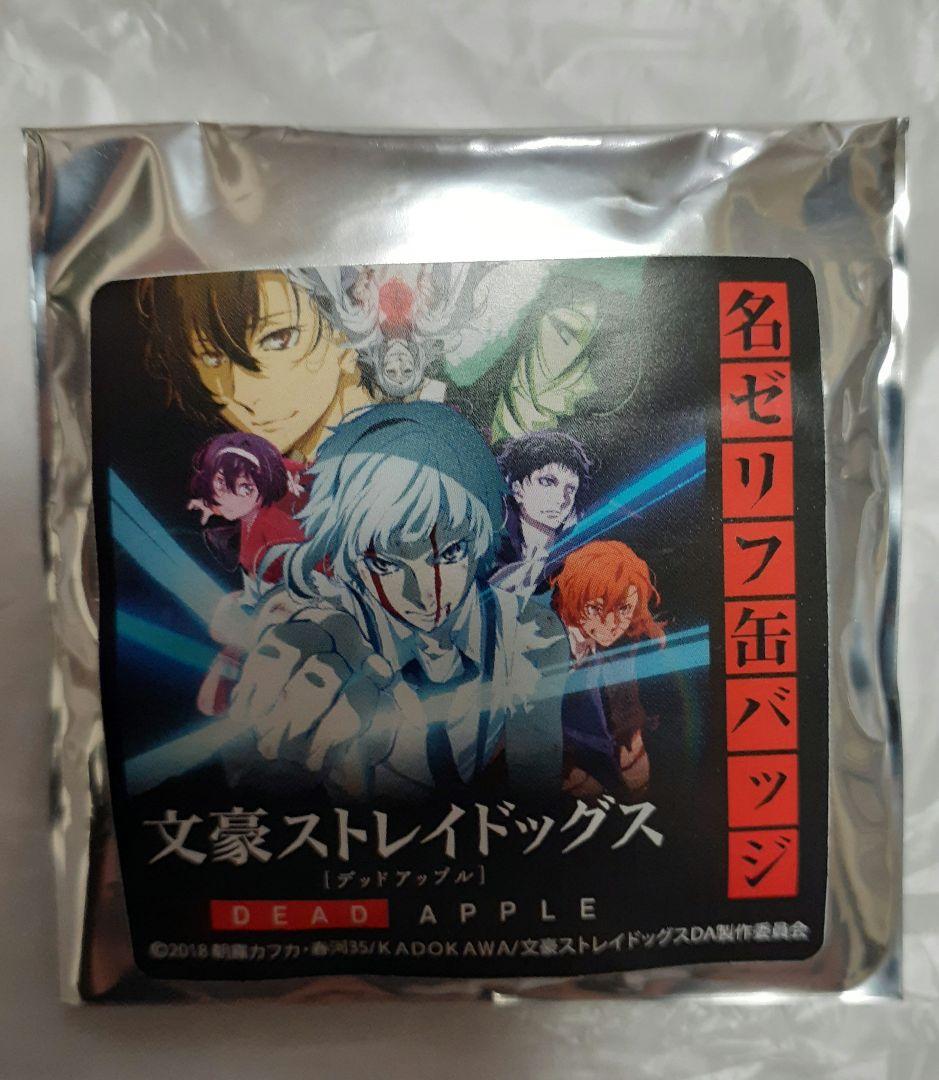 名ゼリフ缶バッジ
文豪ストレイドッグス
[デッドアップル]
DEAD APPLE
©2018 朝霧カフカ・春河35/KADOKAWA/文豪ストレイドッグスDA製作委員会